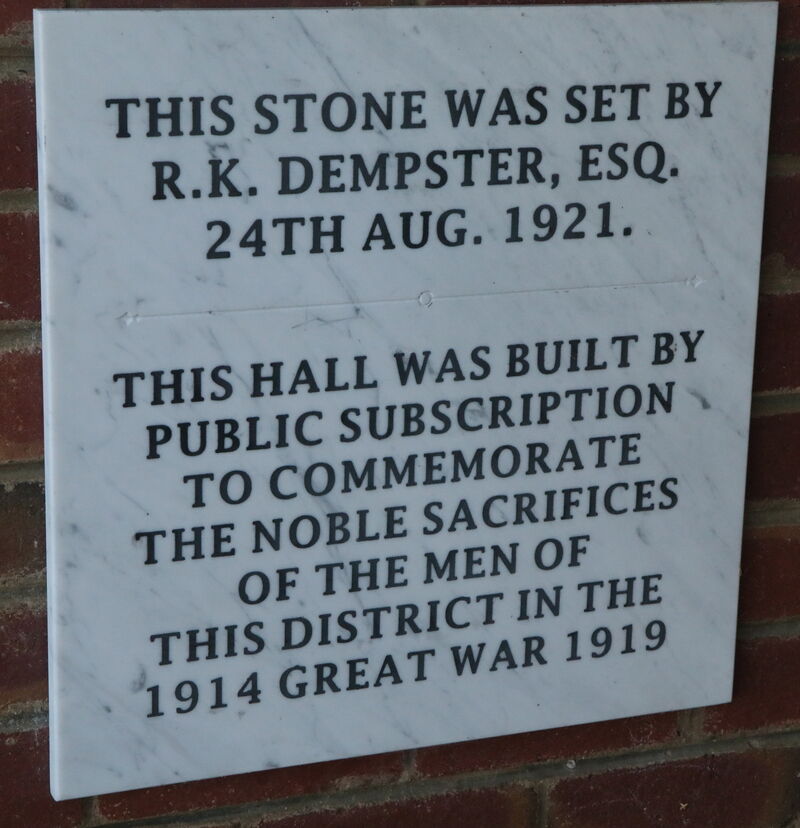 THIS STONE WAS SET BY
R.K. DEMPSTER, ESQ.
24TH AUG. 1921.
THIS HALL WAS BUILT BY
PUBLIC SUBSCRIPTION
TO COMMEMORATE
THE NOBLE SACRIFICES
OF THE MEN OF
THIS DISTRICT IN THE
1914 GREAT WAR 1919